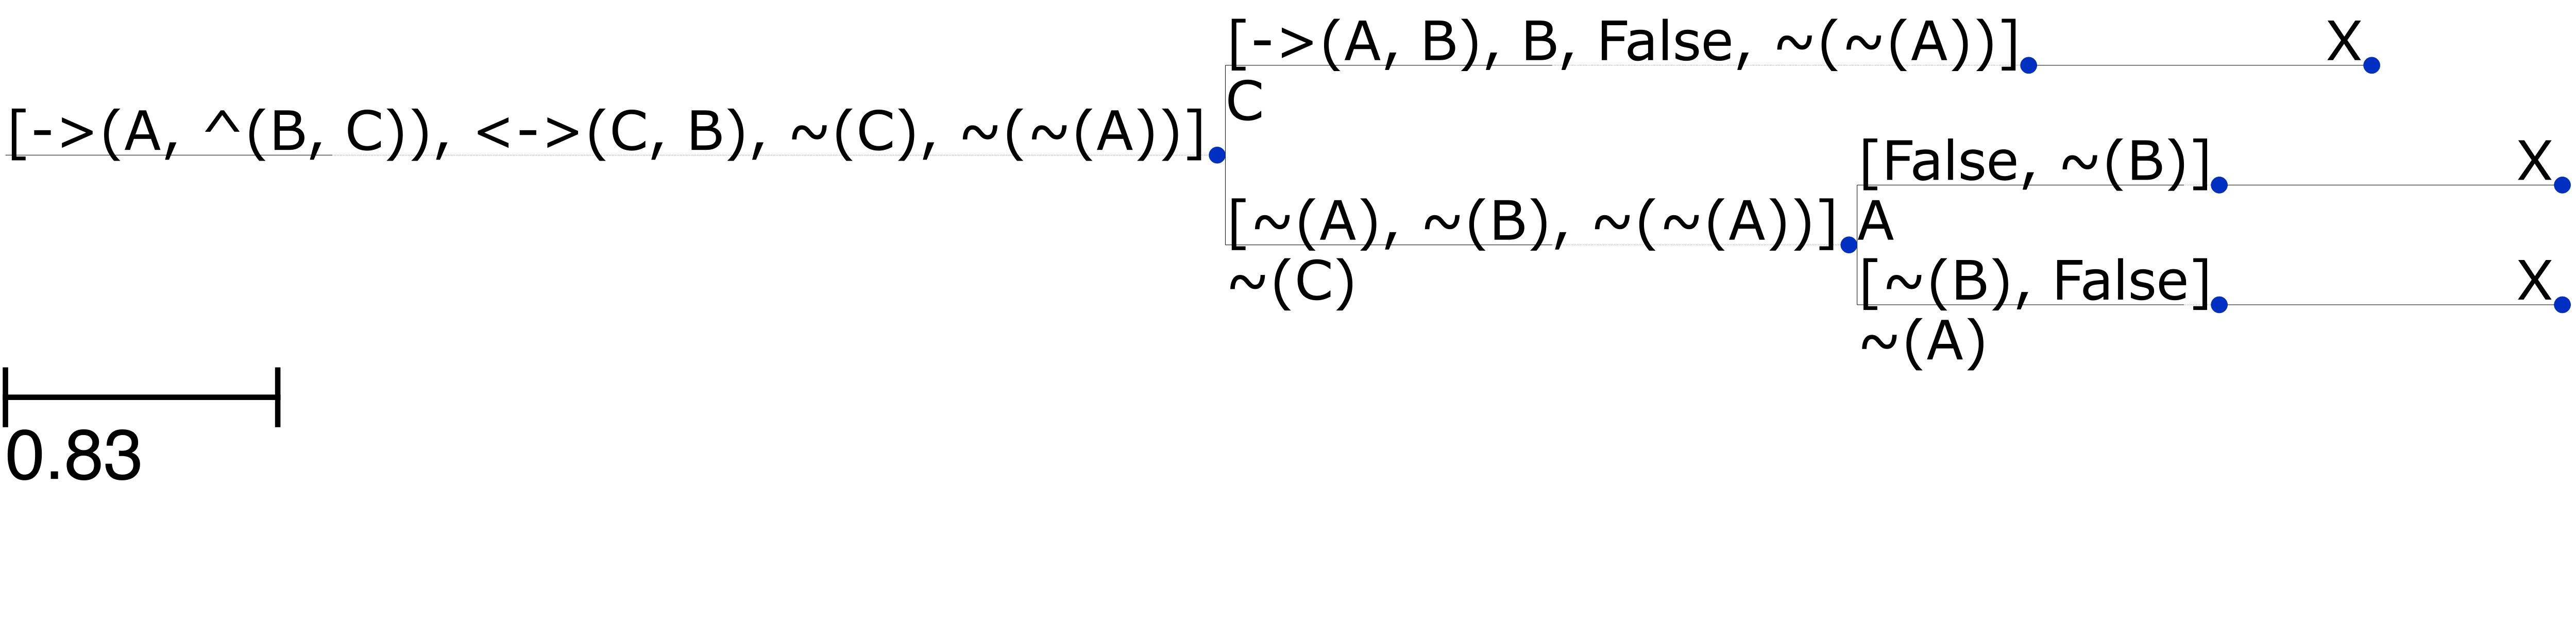 [->(A, B), B, False, ~(~(A))]
X
C
[->(A, ^(B, C)), <->(C, B), ~(C), ~(~(A))]
[False, ~(B)]
X
[~(A), ~(B), ~(~(A))]
A
~(C)
[~(B), False]
X
~(A)
0.83